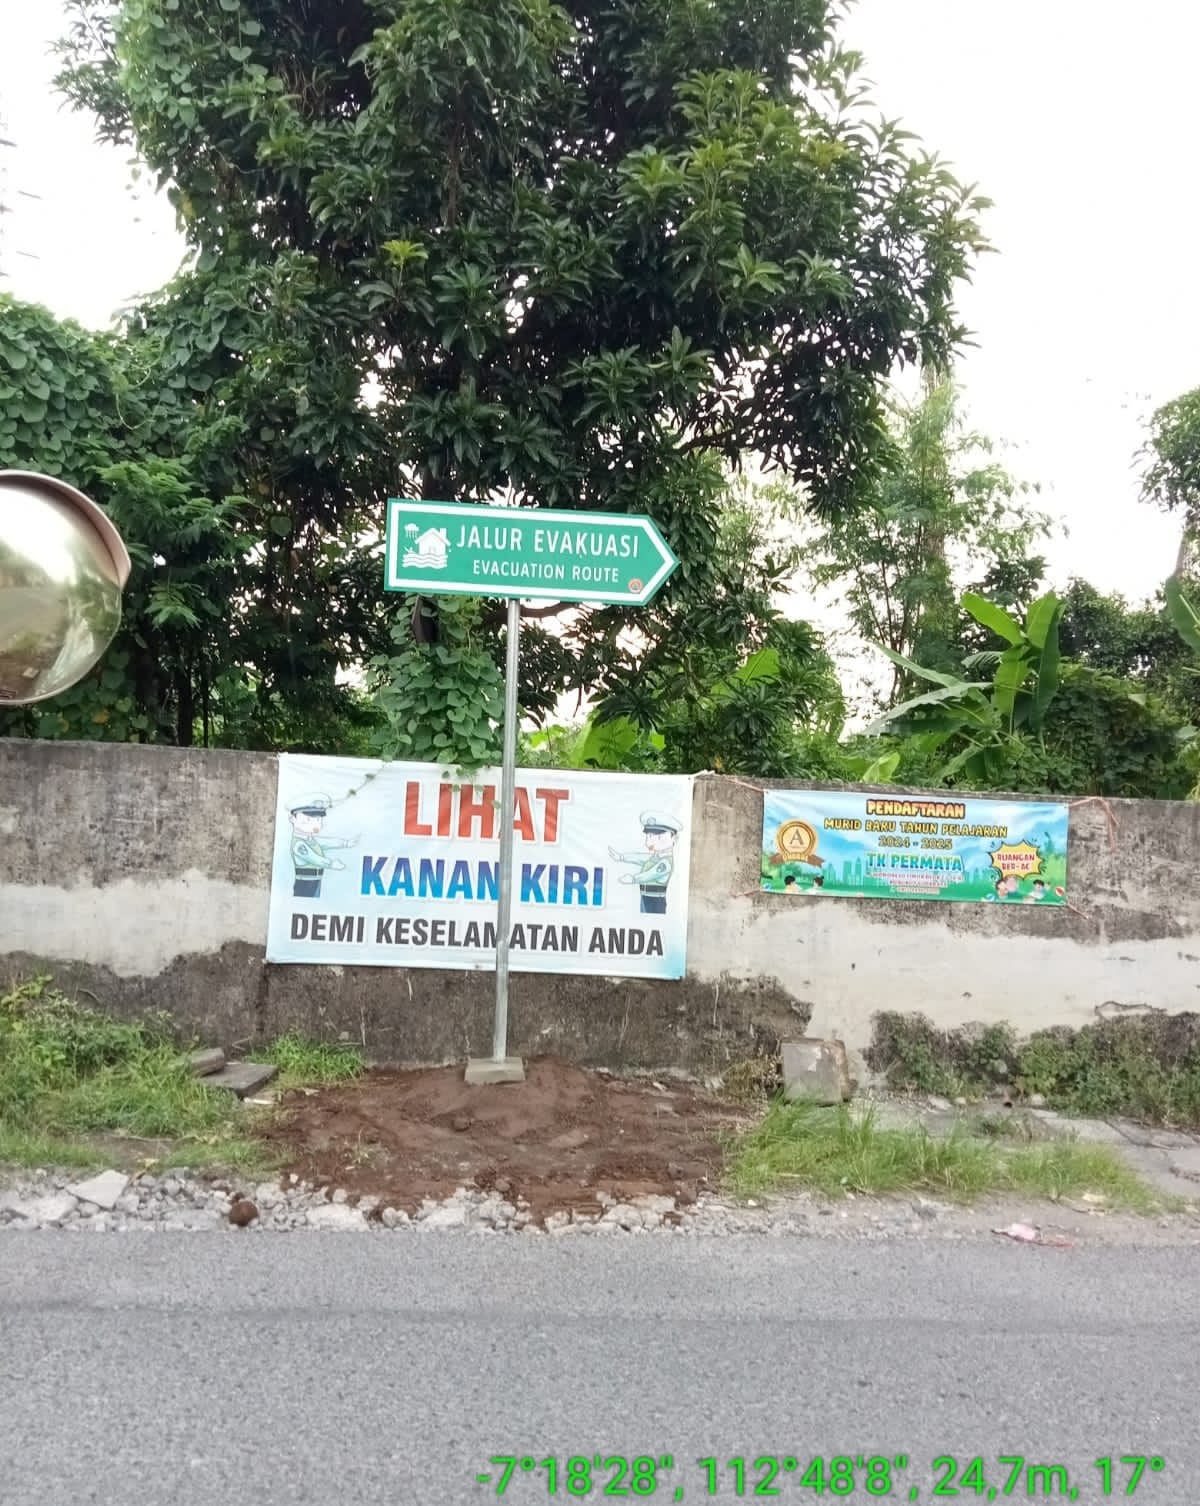 JALUR EVAKUASI
EVACUATION ROUTE
LIHAT
KANAN KIRI
DEMI KESELAMATAN ANDA
PENDAFTARAN
MURID BARU TAHUN PELAJARAN
2024 - 2025
TK PERMATA
A
RUANGAN
BER-AC
-7°18'28", 112°48'8", 24,7m, 17°